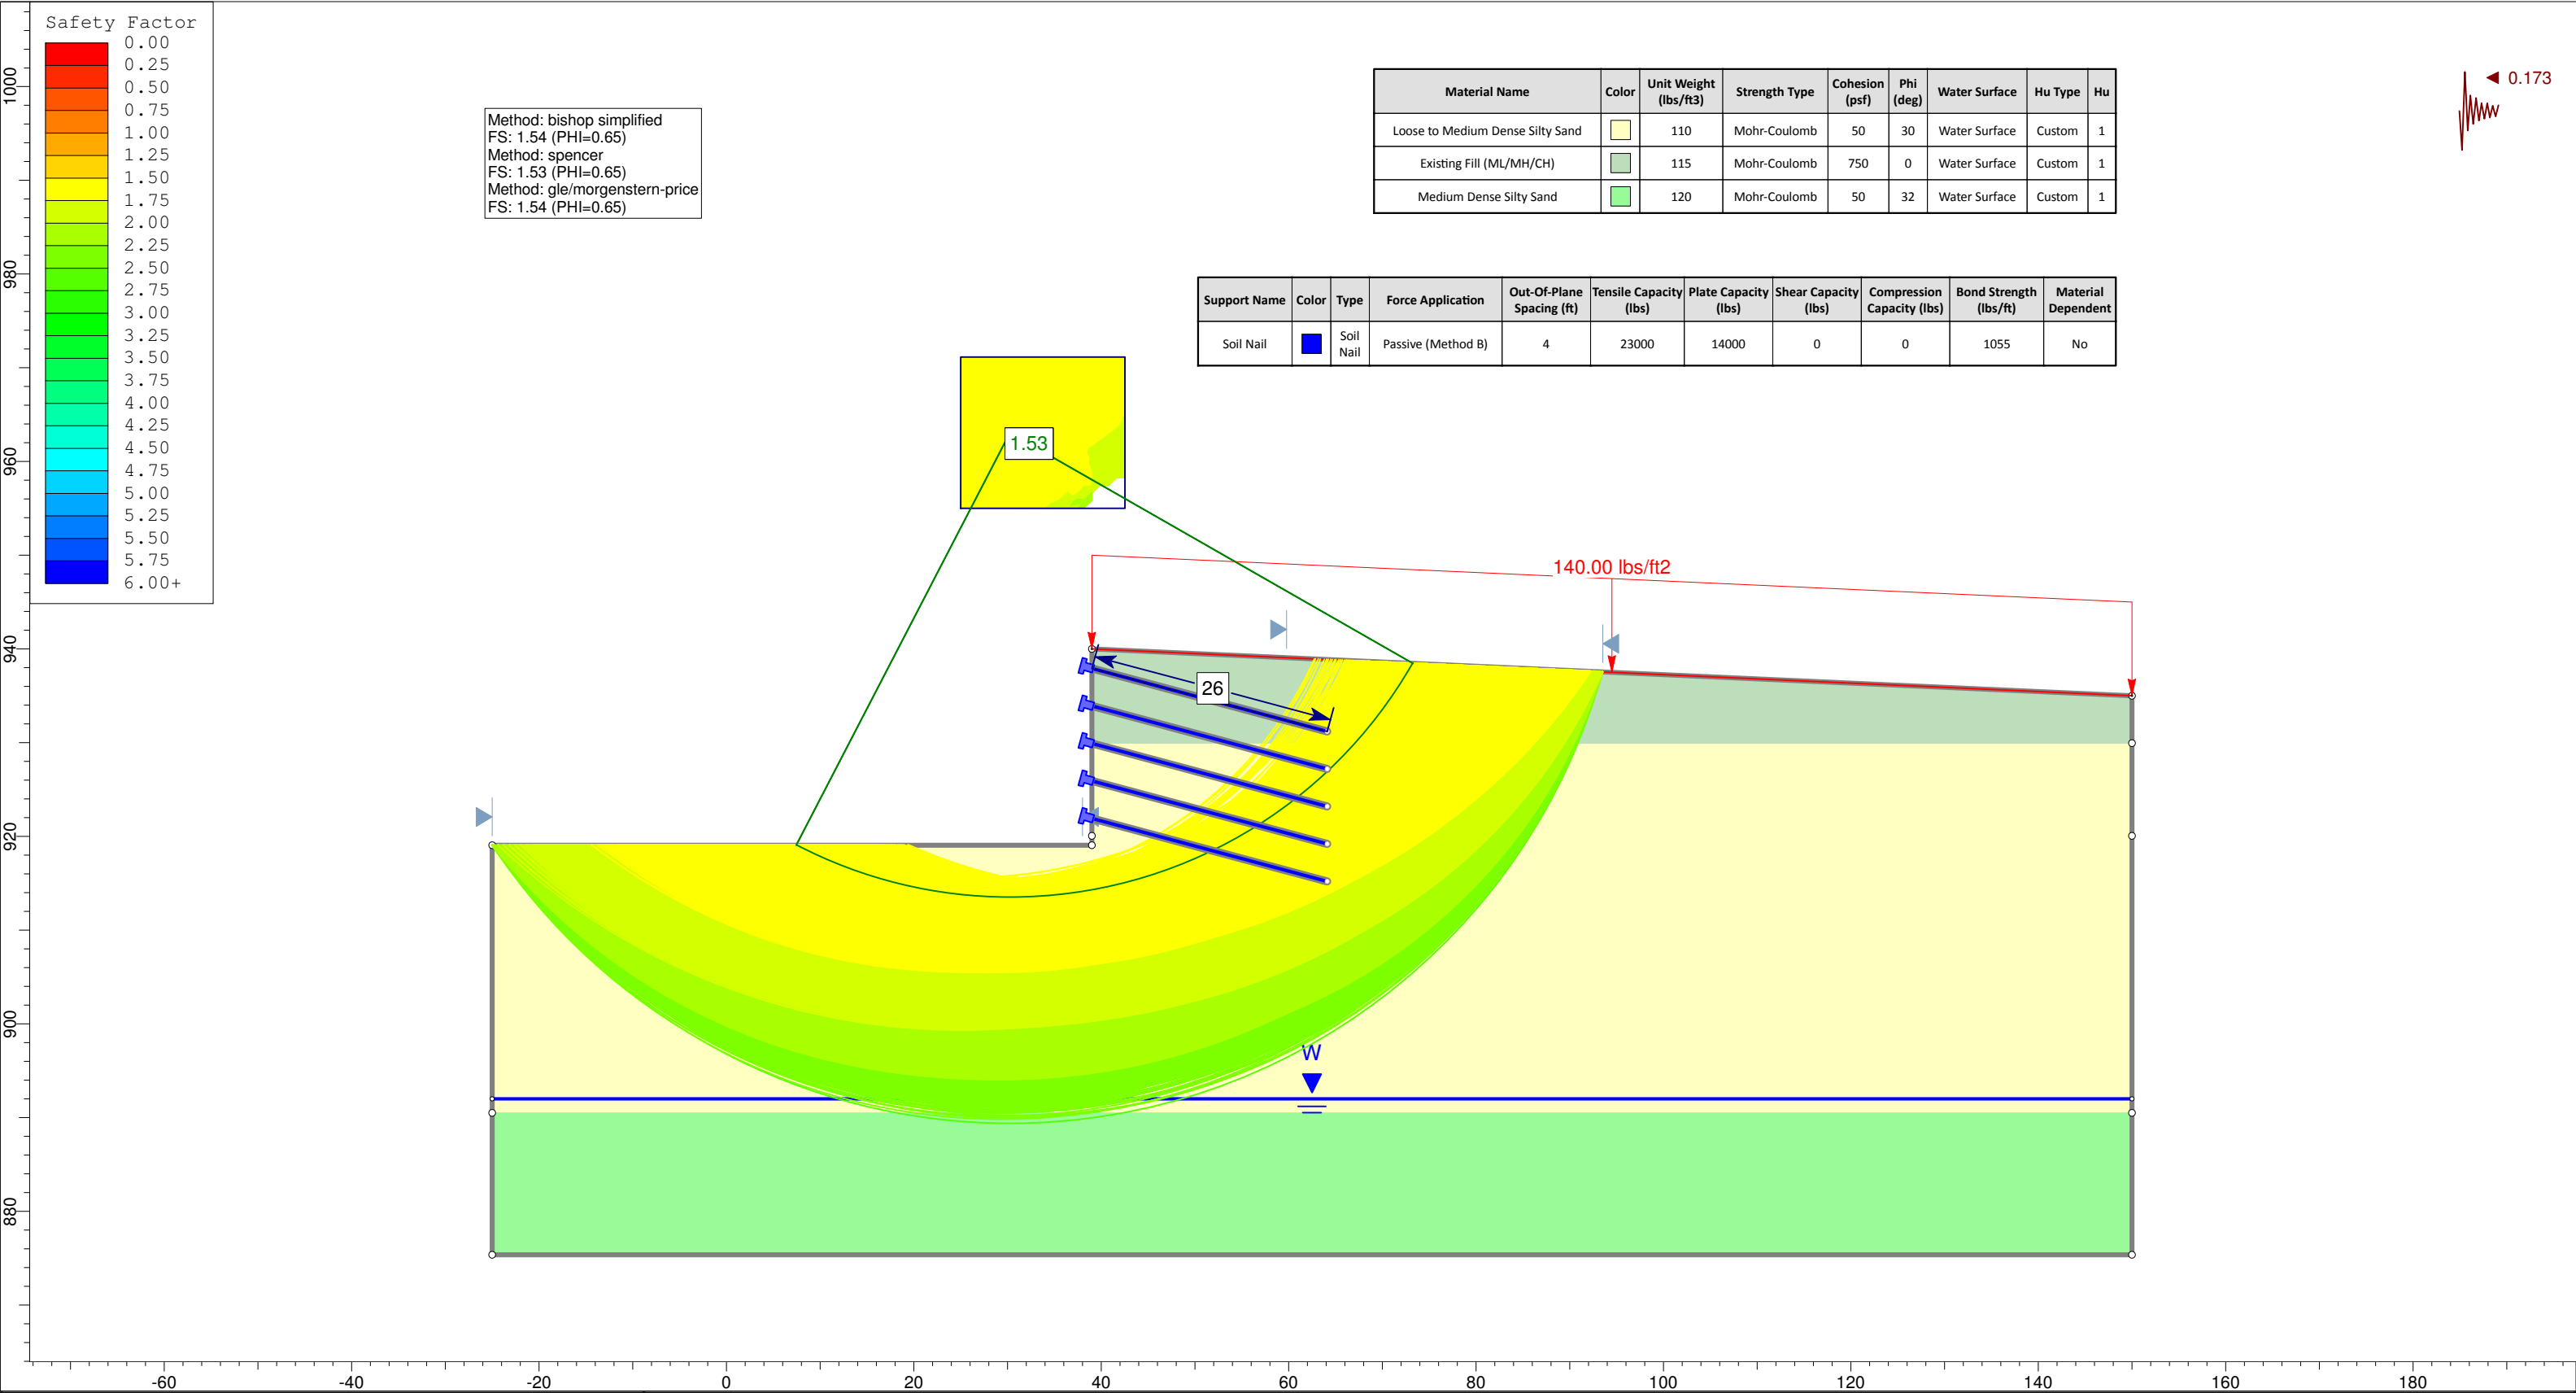 Safety Factor
0.00
0.25
0.50
0.75
1.00
1.25
1.50
1.75
2.00
2.25
2.50
2.75
3.00
3.25
3.50
3.75
4.00
4.25
4.50
4.75
5.00
5.25
5.50
5.75
6.00+
Method: bishop simplified
FS: 1.54 (PHI=0.65)
Method: spencer
FS: 1.53 (PHI=0.65)
Method: gle/morgenstern-price
FS: 1.54 (PHI=0.65)
Material Name Color Unit Weight (lbs/ft3) Strength Type Cohesion (psf) Phi (deg) Water Surface Hu Type Hu
Loose to Medium Dense Silty Sand 110 Mohr-Coulomb 50 30 Water Surface Custom 1
Existing Fill (ML/MH/CH) 115 Mohr-Coulomb 750 0 Water Surface Custom 1
Medium Dense Silty Sand 120 Mohr-Coulomb 50 32 Water Surface Custom 1
0.173
Support Name Color Type Force Application Out-Of-Plane Spacing (ft) Tensile Capacity (lbs) Plate Capacity (lbs) Shear Capacity (lbs) Compression Capacity (lbs) Bond Strength (lbs/ft) Material Dependent
Soil Nail Soil Nail Passive (Method B) 4 23000 14000 0 0 1055 No
1.53
140.00 lbs/ft2
26
W
1000
980
960
940
920
900
880
-60 -40 -20 0 20 40 60 80 100 120 140 160 180